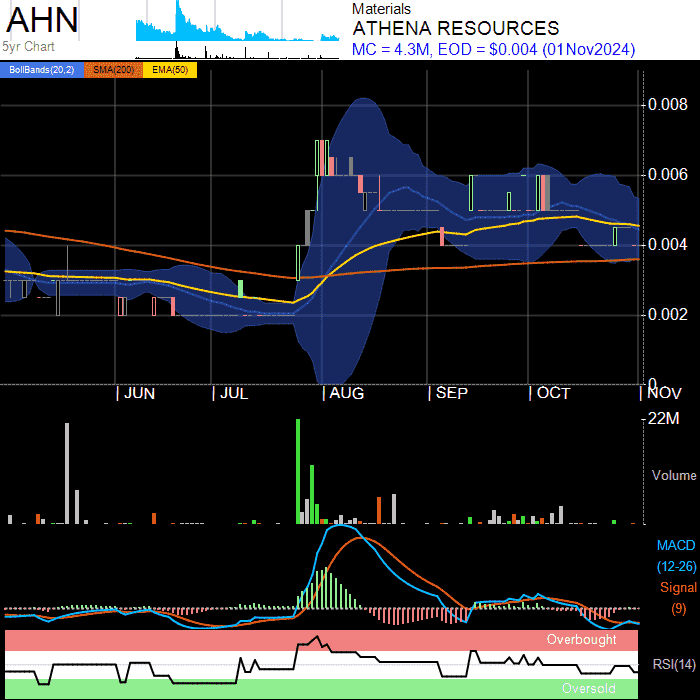 AHN
5yr Chart
Materials
ATHENA RESOURCES
MC = 4.3M, EOD = $0.004 (01Nov2024)
BollBands(20,2) SMA(200) EMA(50)
0.008
0.006
0.004
0.002
0
| JUN | JUL | AUG | SEP | OCT | NOV
22M
Volume
MACD
(12-26)
Signal
(9)
Overbought
RSI(14)
Oversold